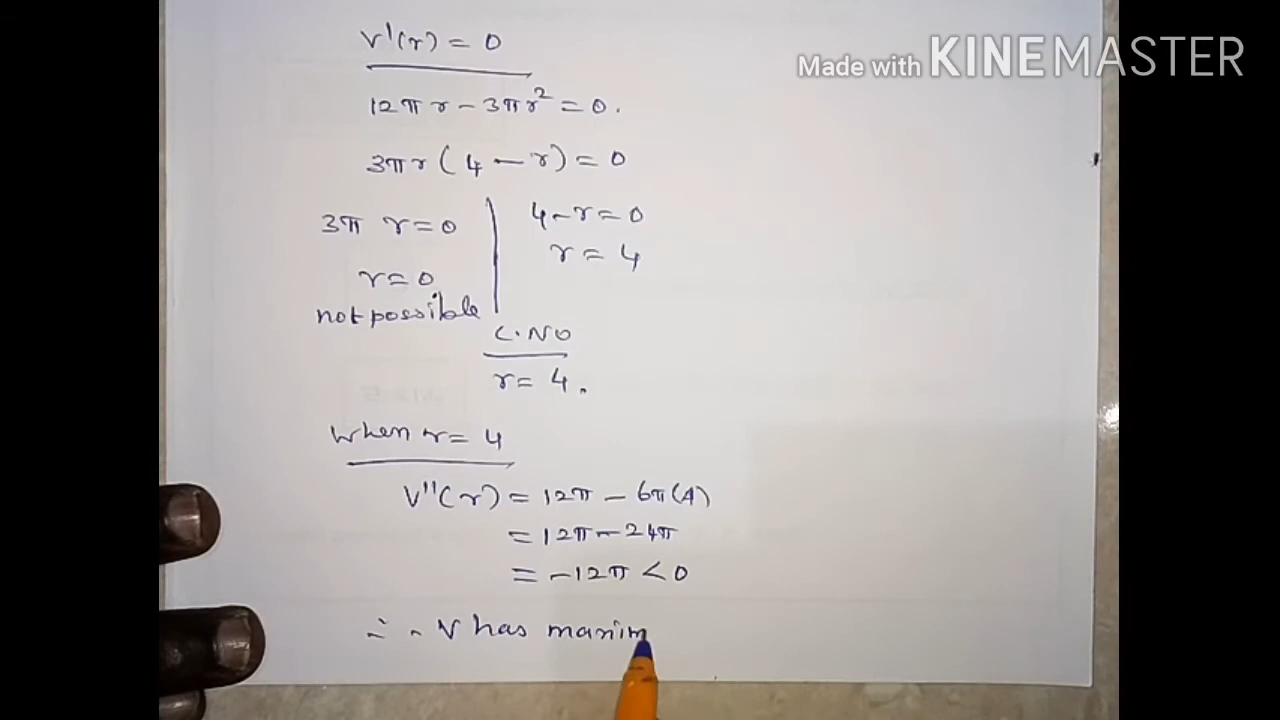 Made with KINEMASTER
V'(r) = 0
12πr - 3πr² = 0.
3πr(4 - r) = 0
3π r = 0
r = 0
not possible
4 - r = 0
r = 4
C.NO
r = 4.
When r = 4
V''(r) = 12π - 6π(4)
= 12π - 24π
= -12π < 0
∴ V has maxim